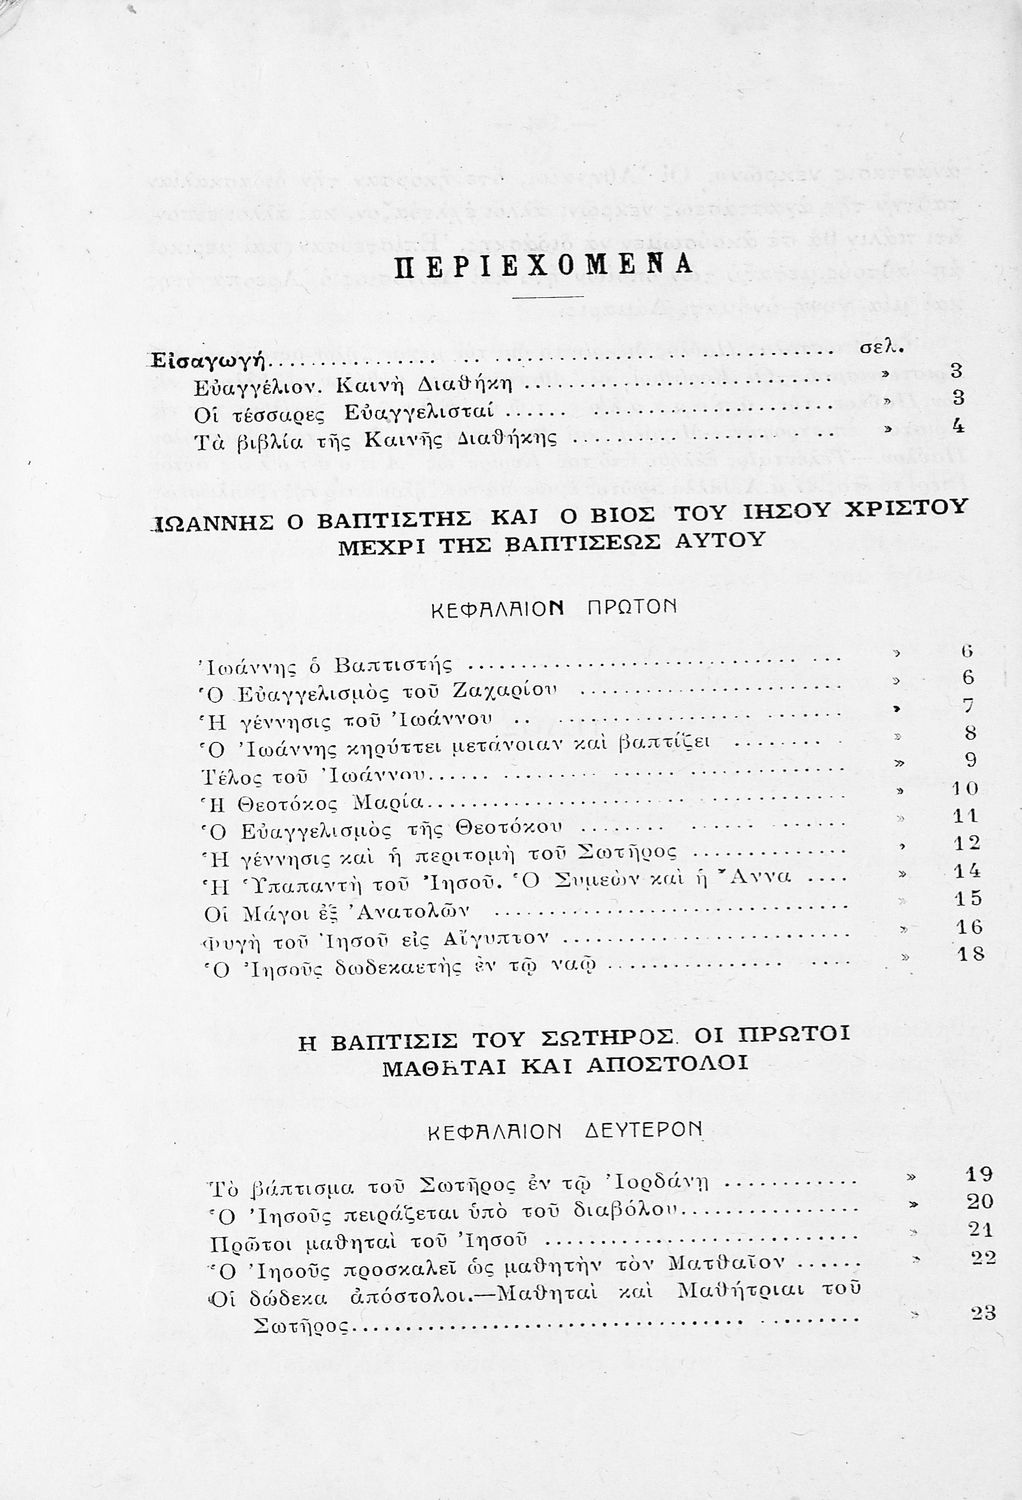 ΠΕΡΙΕΧΟΜΕΝΑ
Εἰσαγωγή.................................................. σελ.
Εὐαγγέλιον. Καινὴ Διαθήκη .............................. » 3
Οἱ τέσσαρες Εὐαγγελισταί .............................. » 3
Τὰ βιβλία τῆς Καινῆς Διαθήκης ......................... » 4
ΙΩΑΝΝΗΣ Ο ΒΑΠΤΙΣΤΗΣ ΚΑΙ Ο ΒΙΟΣ ΤΟΥ ΙΗΣΟΥ ΧΡΙΣΤΟΥ
ΜΕΧΡΙ ΤΗΣ ΒΑΠΤΙΣΕΩΣ ΑΥΤΟΥ
ΚΕΦΑΛΑΙΟΝ ΠΡΩΤΟΝ
Ἰωάννης ὁ Βαπτιστής .................................... » 6
Ὁ Εὐαγγελισμὸς τοῦ Ζαχαρίου .......................... » 6
Ἡ γέννησις τοῦ Ἰωάννου .. ............................. » 7
Ὁ Ἰωάννης κηρύττει μετάνοιαν καὶ βαπτίζει .......... » 8
Τέλος τοῦ Ἰωάννου...................................... » 9
Ἡ Θεοτόκος Μαρία....................................... » 10
Ὁ Εὐαγγελισμὸς τῆς Θεοτόκου .......................... » 11
Ἡ γέννησις καὶ ἡ περιτομὴ τοῦ Σωτῆρος .............. » 12
Ἡ Ὑπαπαντὴ τοῦ Ἰησοῦ. Ὁ Συμεὼν καὶ ἡ Ἄννα .... » 14
Οἱ Μάγοι ἐξ Ἀνατολῶν .................................. » 15
Φυγὴ τοῦ Ἰησοῦ εἰς Αἴγυπτον ........................... » 16
Ὁ Ἰησοῦς δωδεκαετὴς ἐν τῷ ναῷ ........................ » 18
Η ΒΑΠΤΙΣΙΣ ΤΟΥ ΣΩΤΗΡΟΣ. ΟΙ ΠΡΩΤΟΙ
ΜΑΘΗΤΑΙ ΚΑΙ ΑΠΟΣΤΟΛΟΙ
ΚΕΦΑΛΑΙΟΝ ΔΕΥΤΕΡΟΝ
Τὸ βάπτισμα τοῦ Σωτῆρος ἐν τῷ Ἰορδάνῃ ............ » 19
Ὁ Ἰησοῦς πειράζεται ὑπὸ τοῦ διαβόλου................ » 20
Πρῶτοι μαθηταὶ τοῦ Ἰησοῦ ............................. » 21
Ὁ Ἰησοῦς προσκαλεῖ ὡς μαθητὴν τὸν Ματθαῖον ...... » 22
Οἱ δώδεκα ἀπόστολοι.—Μαθηταὶ καὶ Μαθήτριαι τοῦ
Σωτῆρος................................................ » 23